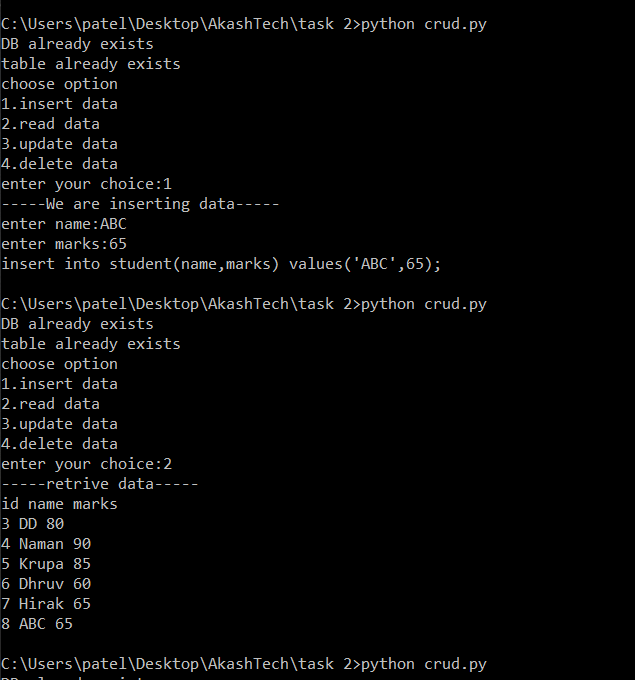 C:\Users\patel\Desktop\AkashTech\task 2>python crud.py
DB already exists
table already exists
choose option
1.insert data
2.read data
3.update data
4.delete data
enter your choice:1
-----We are inserting data-----
enter name:ABC
enter marks:65
insert into student(name,marks) values('ABC',65);
C:\Users\patel\Desktop\AkashTech\task 2>python crud.py
DB already exists
table already exists
choose option
1.insert data
2.read data
3.update data
4.delete data
enter your choice:2
-----retrive data-----
id name marks
3 DD 80
4 Naman 90
5 Krupa 85
6 Dhruv 60
7 Hirak 65
8 ABC 65
C:\Users\patel\Desktop\AkashTech\task 2>python crud.py